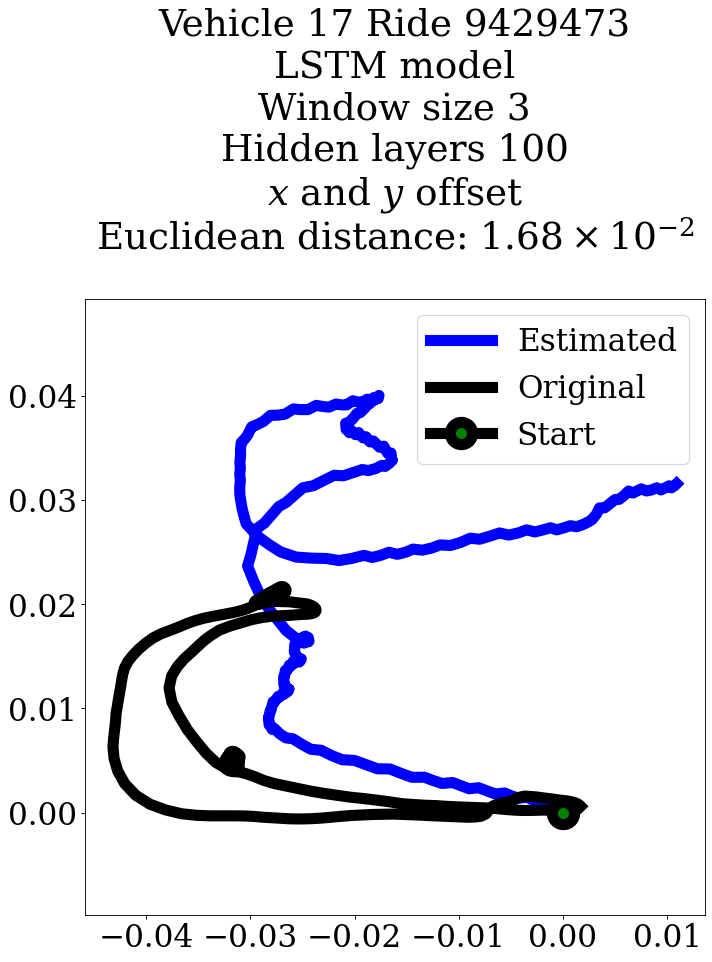 Vehicle 17 Ride 9429473
LSTM model
Window size 3
Hidden layers 100
x and y offset
Euclidean distance: 1.68 × 10⁻²
Estimated
Original
Start
0.04
0.03
0.02
0.01
0.00
−0.04 −0.03 −0.02 −0.01 0.00 0.01